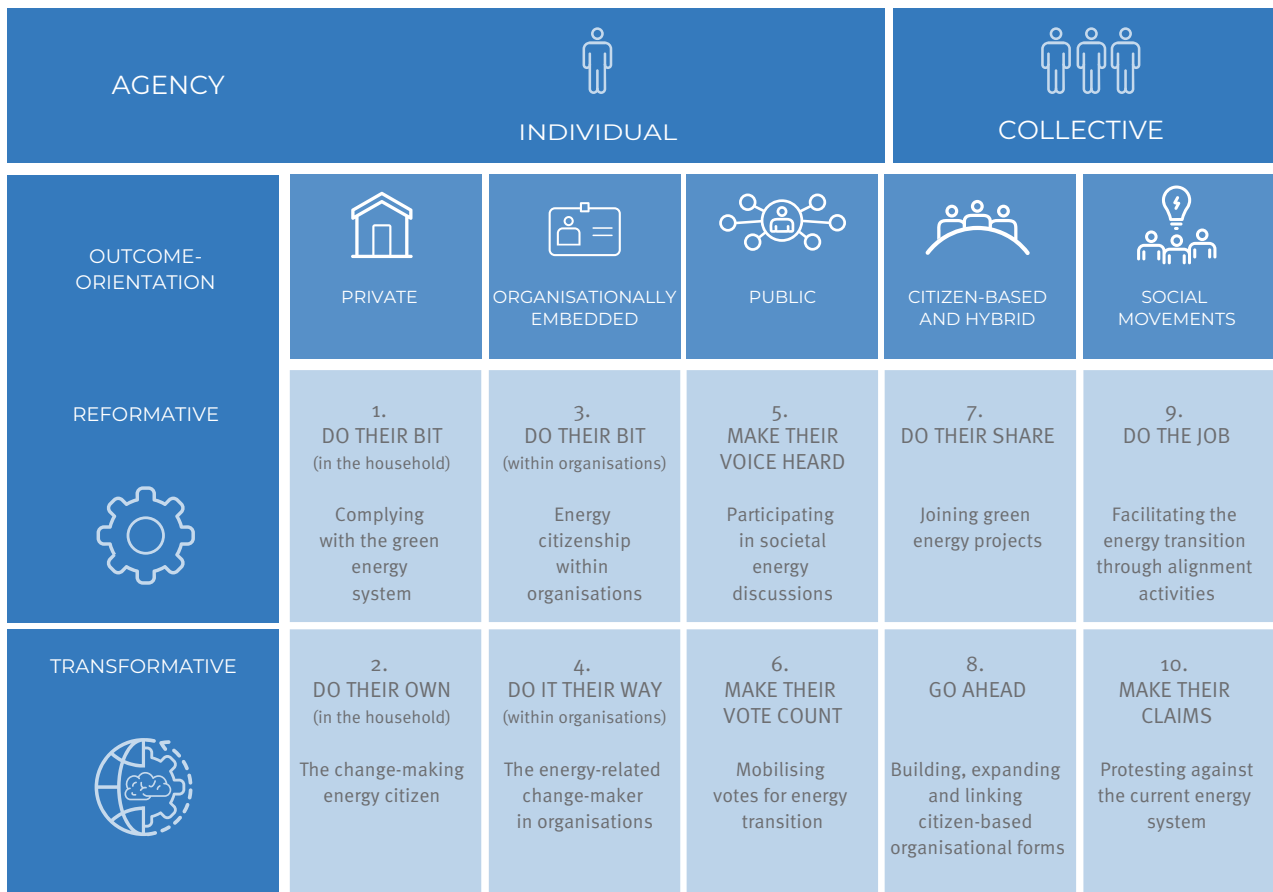 AGENCY
INDIVIDUAL
COLLECTIVE
OUTCOME-
ORIENTATION
PRIVATE
ORGANISATIONALLY
EMBEDDED
PUBLIC
CITIZEN-BASED
AND HYBRID
SOCIAL
MOVEMENTS
REFORMATIVE
1.
DO THEIR BIT
(in the household)
Complying
with the green
energy
system
3.
DO THEIR BIT
(within organisations)
Energy
citizenship
within
organisations
5.
MAKE THEIR
VOICE HEARD
Participating
in societal
energy
discussions
7.
DO THEIR SHARE
Joining green
energy projects
9.
DO THE JOB
Facilitating the
energy transition
through alignment
activities
TRANSFORMATIVE
2.
DO THEIR OWN
(in the household)
The change-making
energy citizen
4.
DO IT THEIR WAY
(within organisations)
The energy-related
change-maker
in organisations
6.
MAKE THEIR
VOTE COUNT
Mobilising
votes for energy
transition
8.
GO AHEAD
Building, expanding
and linking
citizen-based
organisational forms
10.
MAKE THEIR
CLAIMS
Protesting against
the current energy
system